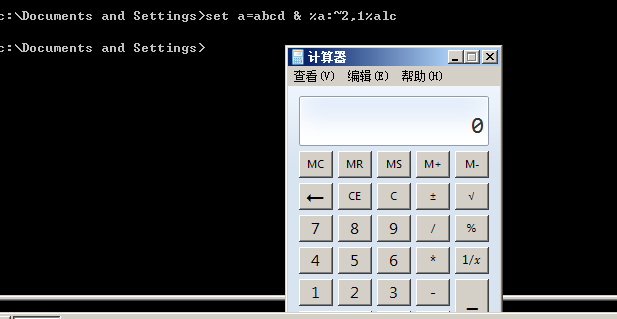 c:\Documents and Settings>set a=abcd & %a:~2,1%alc
c:\Documents and Settings>
计算器
查看(V) 编辑(E) 帮助(H)
0
MC MR MS M+ M-
← CE C ± √
7 8 9 / %
4 5 6 * 1/x
1 2 3 -